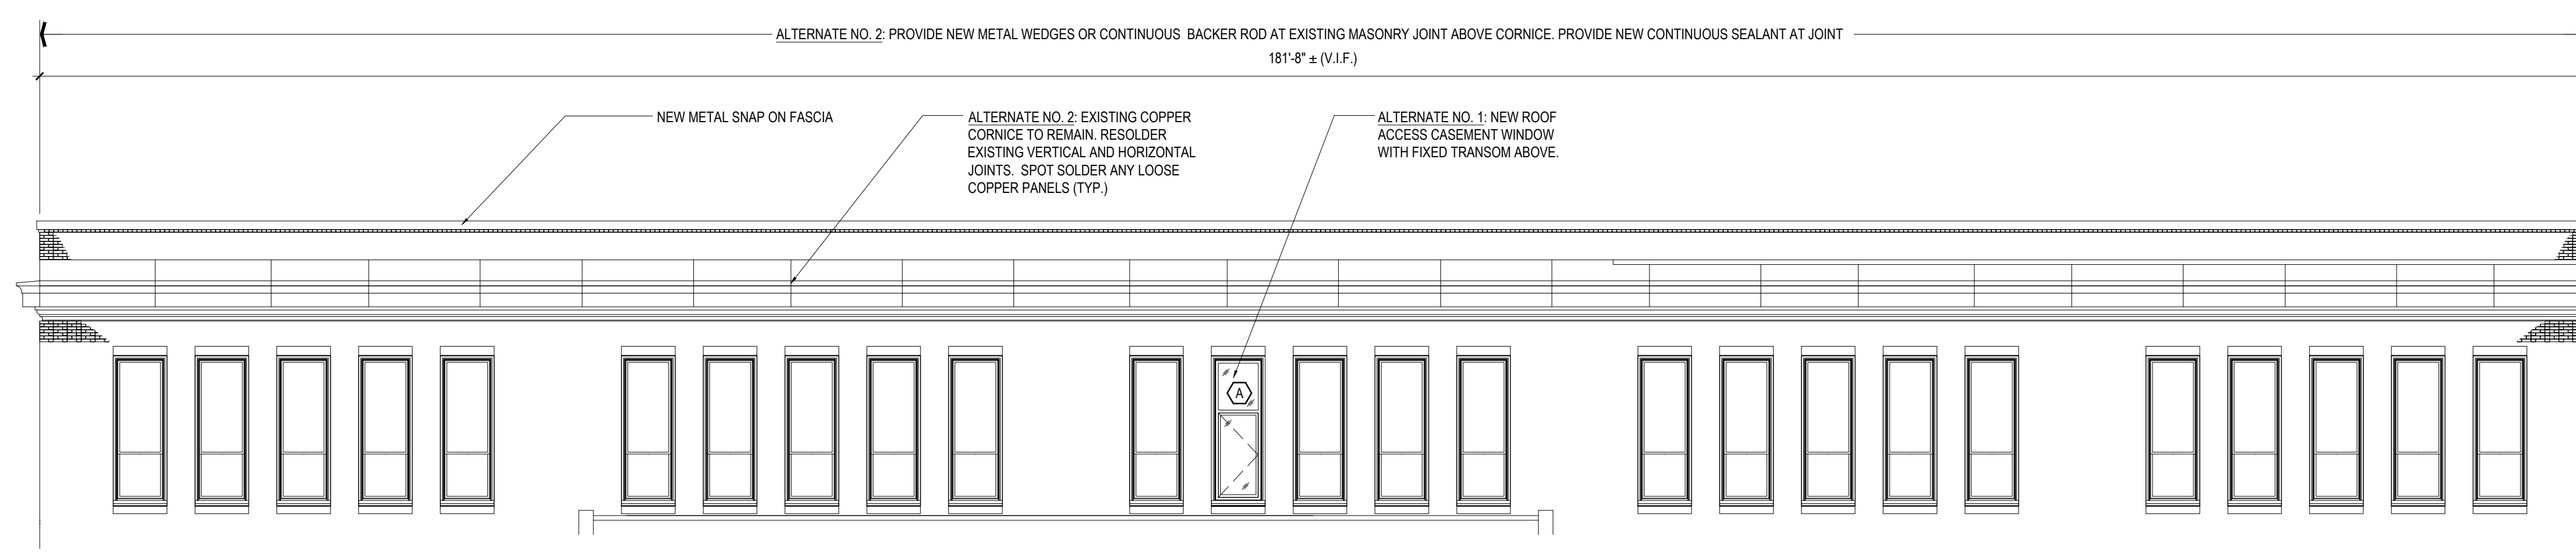 ALTERNATE NO. 2: PROVIDE NEW METAL WEDGES OR CONTINUOUS BACKER ROD AT EXISTING MASONRY JOINT ABOVE CORNICE. PROVIDE NEW CONTINUOUS SEALANT AT JOINT
181'-8" ± (V.I.F.)
NEW METAL SNAP ON FASCIA
ALTERNATE NO. 2: EXISTING COPPER
CORNICE TO REMAIN. RESOLDER
EXISTING VERTICAL AND HORIZONTAL
JOINTS. SPOT SOLDER ANY LOOSE
COPPER PANELS (TYP.)
ALTERNATE NO. 1: NEW ROOF
ACCESS CASEMENT WINDOW
WITH FIXED TRANSOM ABOVE.
A